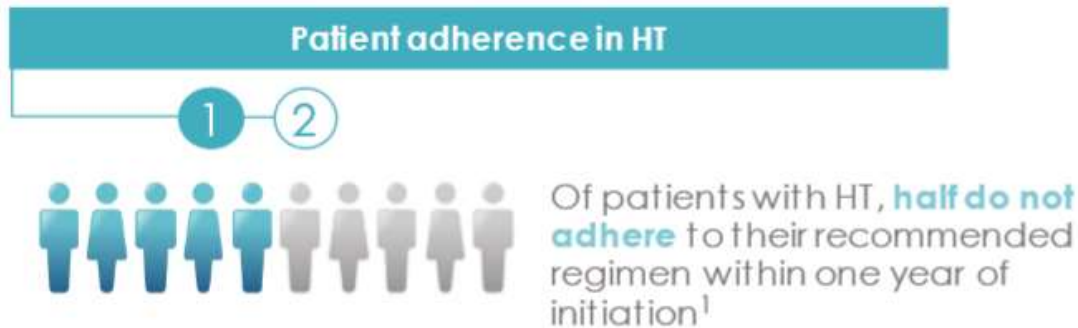 Patient adherence in HT
1 2
Of patients with HT, half do not
adhere to their recommended
regimen within one year of
initiation¹